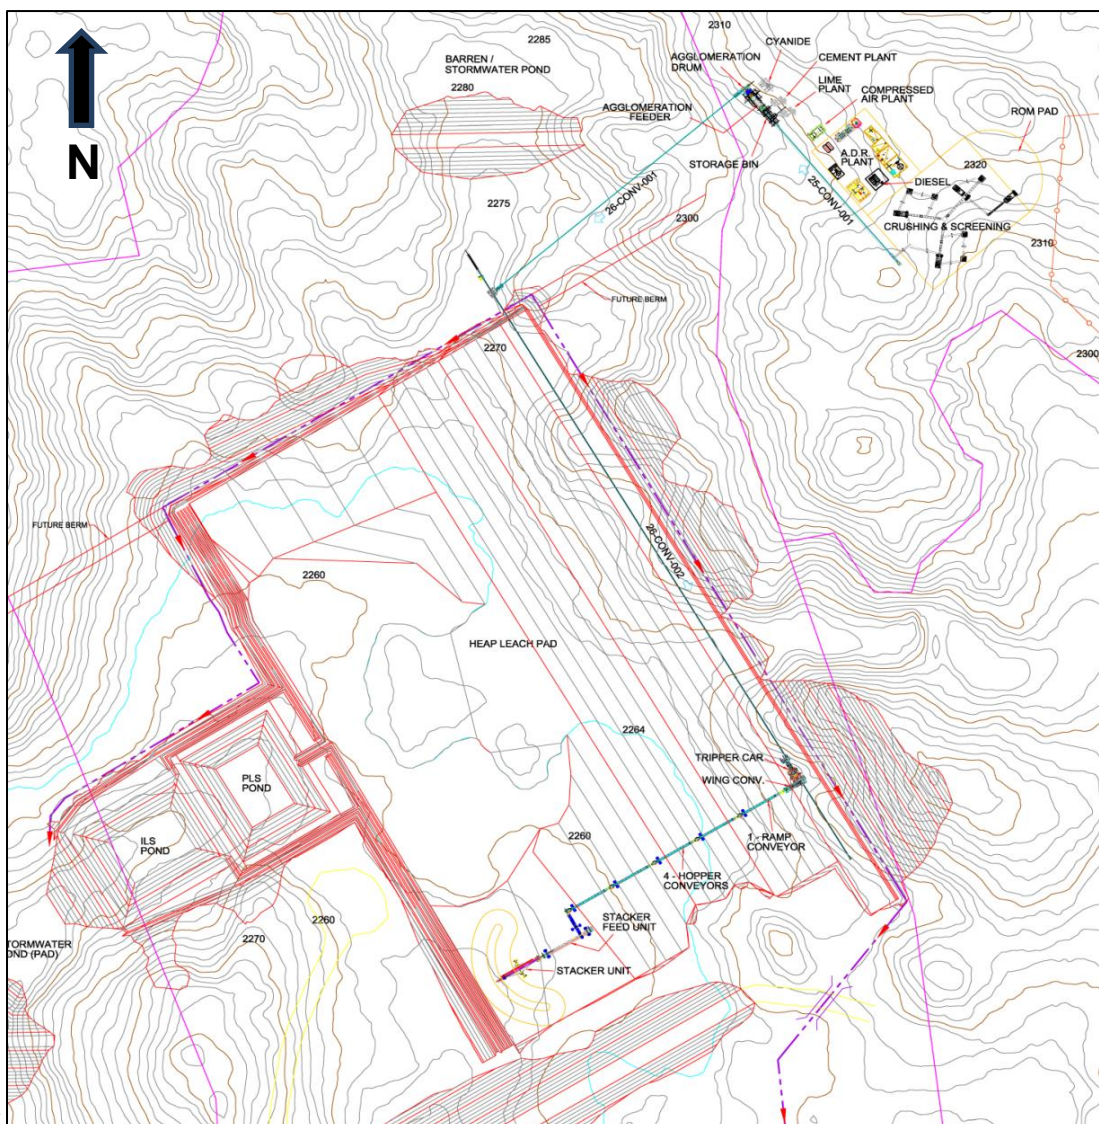 2310
2285
CYANIDE
AGGLOMERATION
DRUM
CEMENT PLANT
BARREN /
STORMWATER POND
2280
LIME
PLANT
COMPRESSED
AIR PLANT
AGGLOMERATION
FEEDER
ROM PAD
N
STORAGE BIN
A.D.R.
PLANT
2320
DIESEL
2275
26-CONV-001
25-CONV-001
2300
CRUSHING & SCREENING
2310
FUTURE BERM
2270
2300
FUTURE BERM
26-CONV-002
2260
HEAP LEACH PAD
2264
TRIPPER CAR
WING CONV.
PLS
POND
ILS
POND
2260
1 - RAMP
CONVEYOR
4 - HOPPER
CONVEYORS
2260
STACKER
FEED UNIT
2270
TORMWATER
OND (PAD)
STACKER UNIT